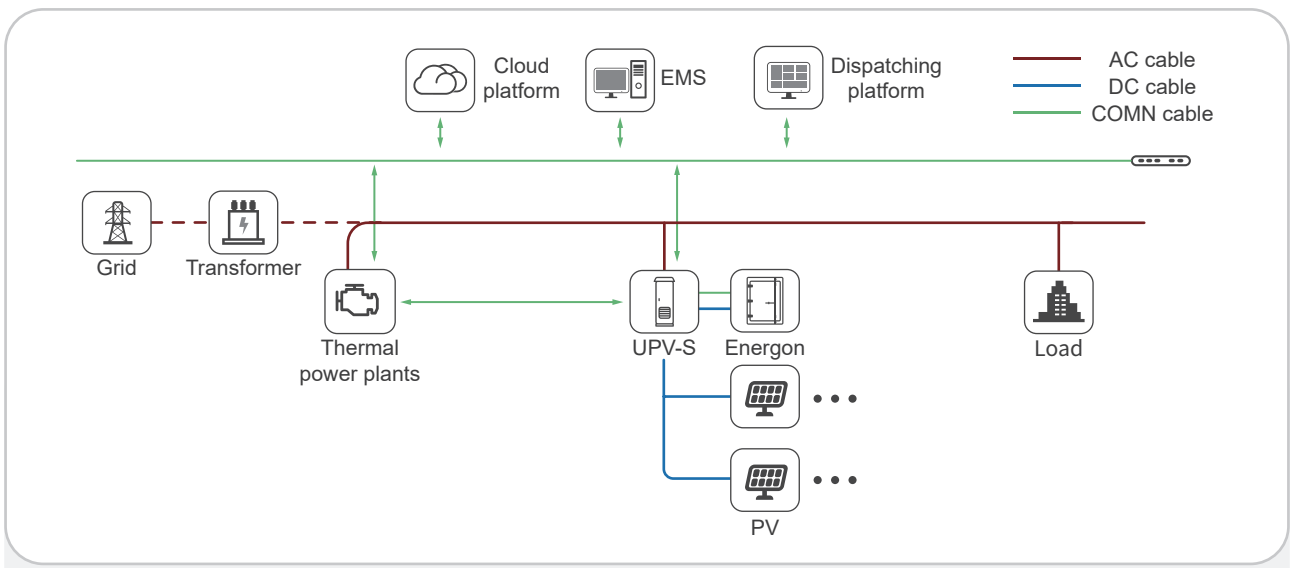 Cloud
platform
EMS
Dispatching
platform
AC cable
DC cable
COMN cable
Grid
Transformer
Thermal
power plants
UPV-S
Energon
Load
PV